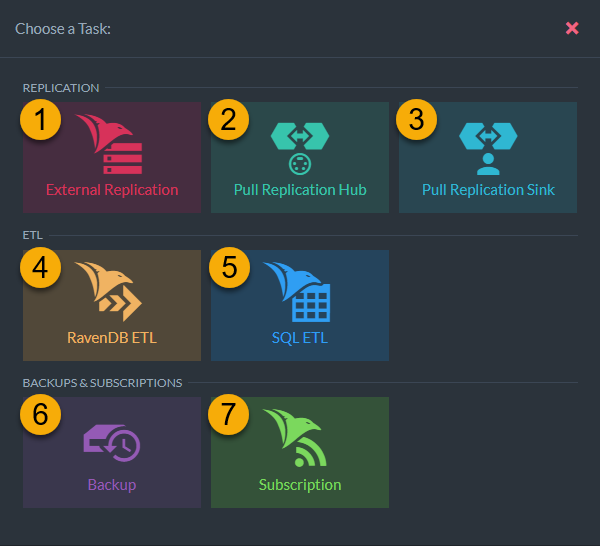 Choose a Task:
REPLICATION
1
2
3
External Replication
Pull Replication Hub
Pull Replication Sink
ETL
4
5
RavenDB ETL
SQL ETL
BACKUPS & SUBSCRIPTIONS
6
7
Backup
Subscription